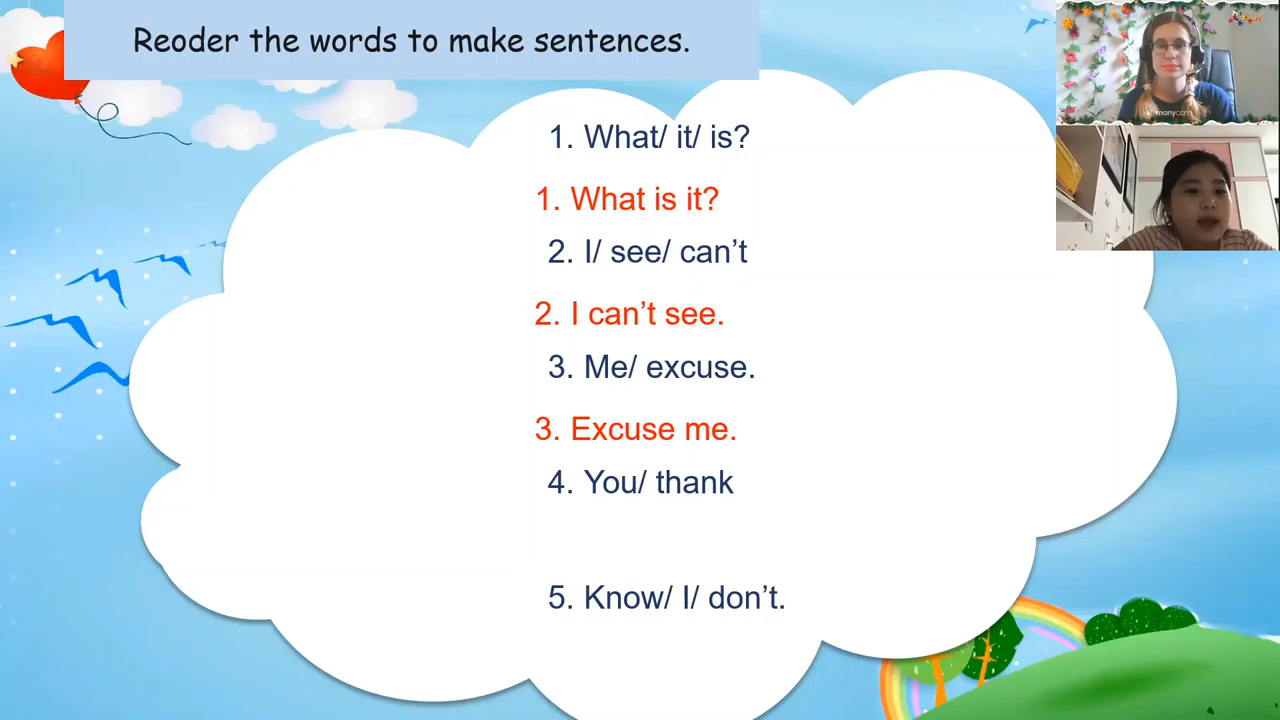 Reoder the words to make sentences.
1. What/ it/ is?
1. What is it?
2. I/ see/ can’t
2. I can’t see.
3. Me/ excuse.
3. Excuse me.
4. You/ thank
5. Know/ I/ don’t.
manycam